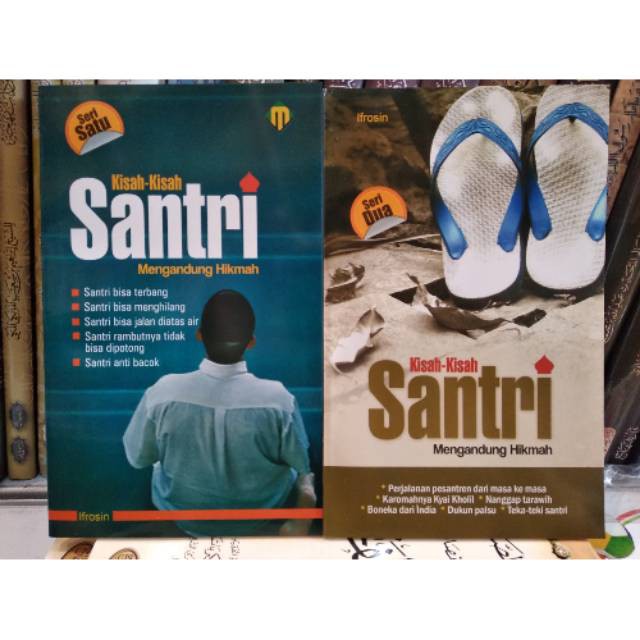 Seri
Satu
Kisah-Kisah
Santri
Mengandung Hikmah
Santri bisa terbang
Santri bisa menghilang
Santri bisa jalan diatas air
Santri rambutnya tidak
bisa dipotong
Santri anti bacok
Ifrosin
Ifrosin
Seri
Dua
Kisah-Kisah
Santri
Mengandung Hikmah
* Perjalanan pesantren dari masa ke masa
* Karomahnya Kyai Kholil * Nanggap tarawih
* Boneka dari India * Dukun palsu * Teka-teki santri